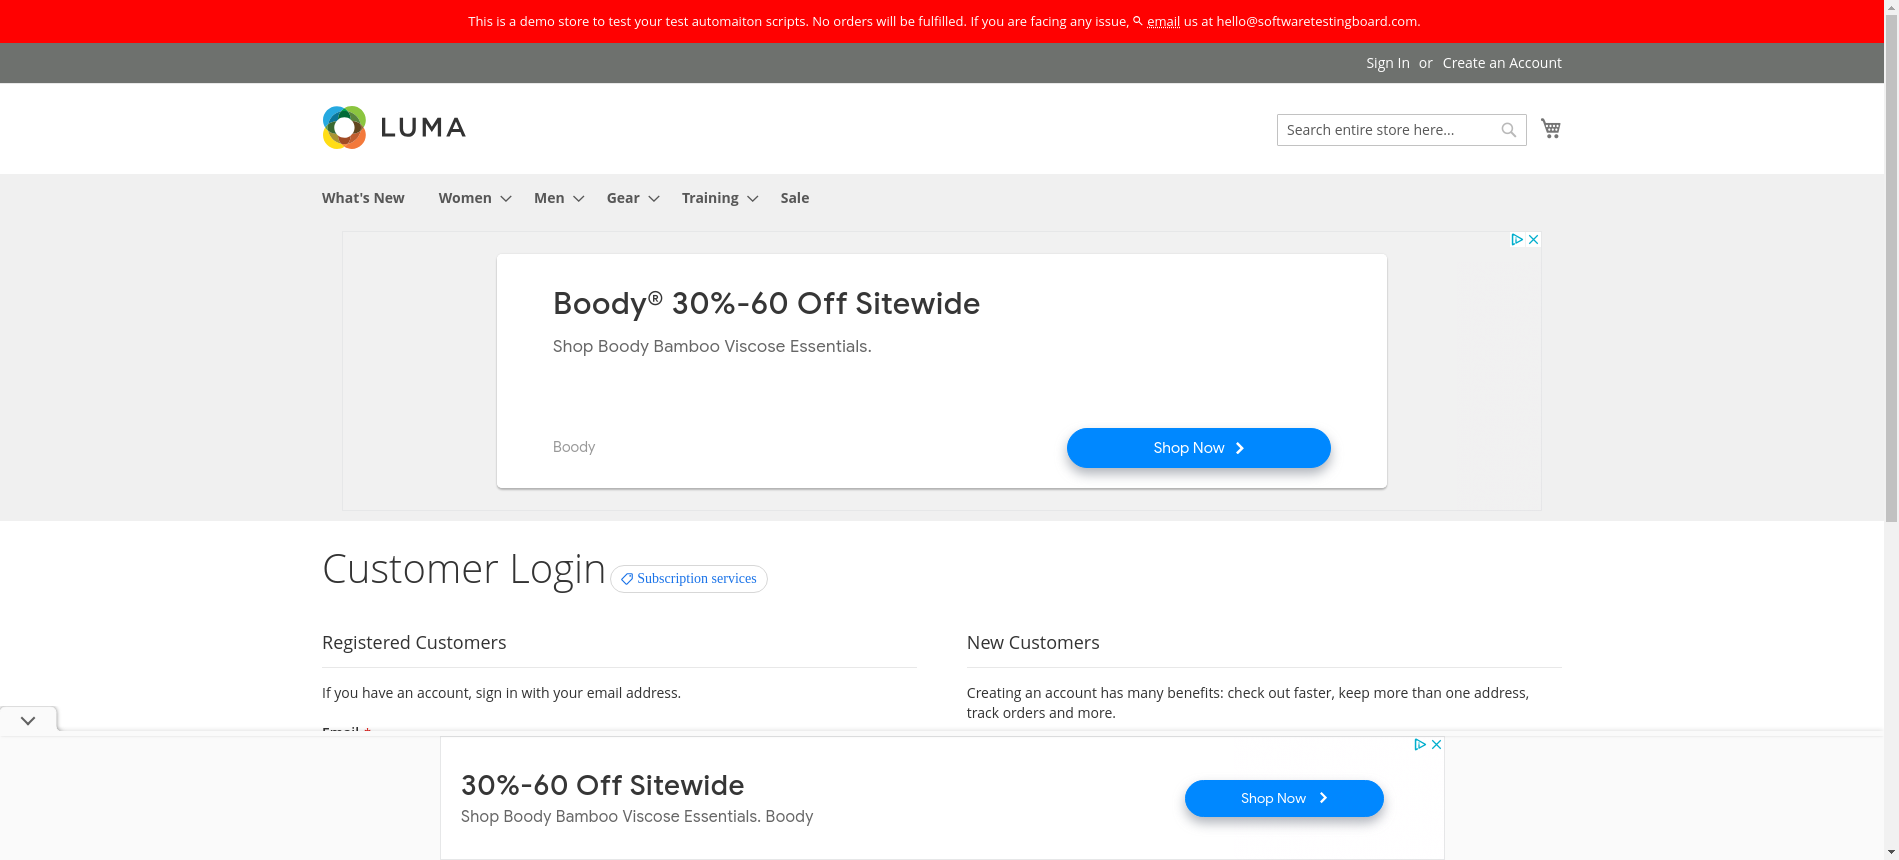 This is a demo store to test your test automaiton scripts. No orders will be fulfilled. If you are facing any issue, email us at hello@softwaretestingboard.com.
Sign In or Create an Account
LUMA
Search entire store here...
What's New Women Men Gear Training Sale
Boody® 30%-60 Off Sitewide
Shop Boody Bamboo Viscose Essentials.
Boody
Shop Now
Customer Login
Subscription services
Registered Customers
If you have an account, sign in with your email address.
Email *
New Customers
Creating an account has many benefits: check out faster, keep more than one address,
track orders and more.
30%-60 Off Sitewide
Shop Boody Bamboo Viscose Essentials. Boody
Shop Now